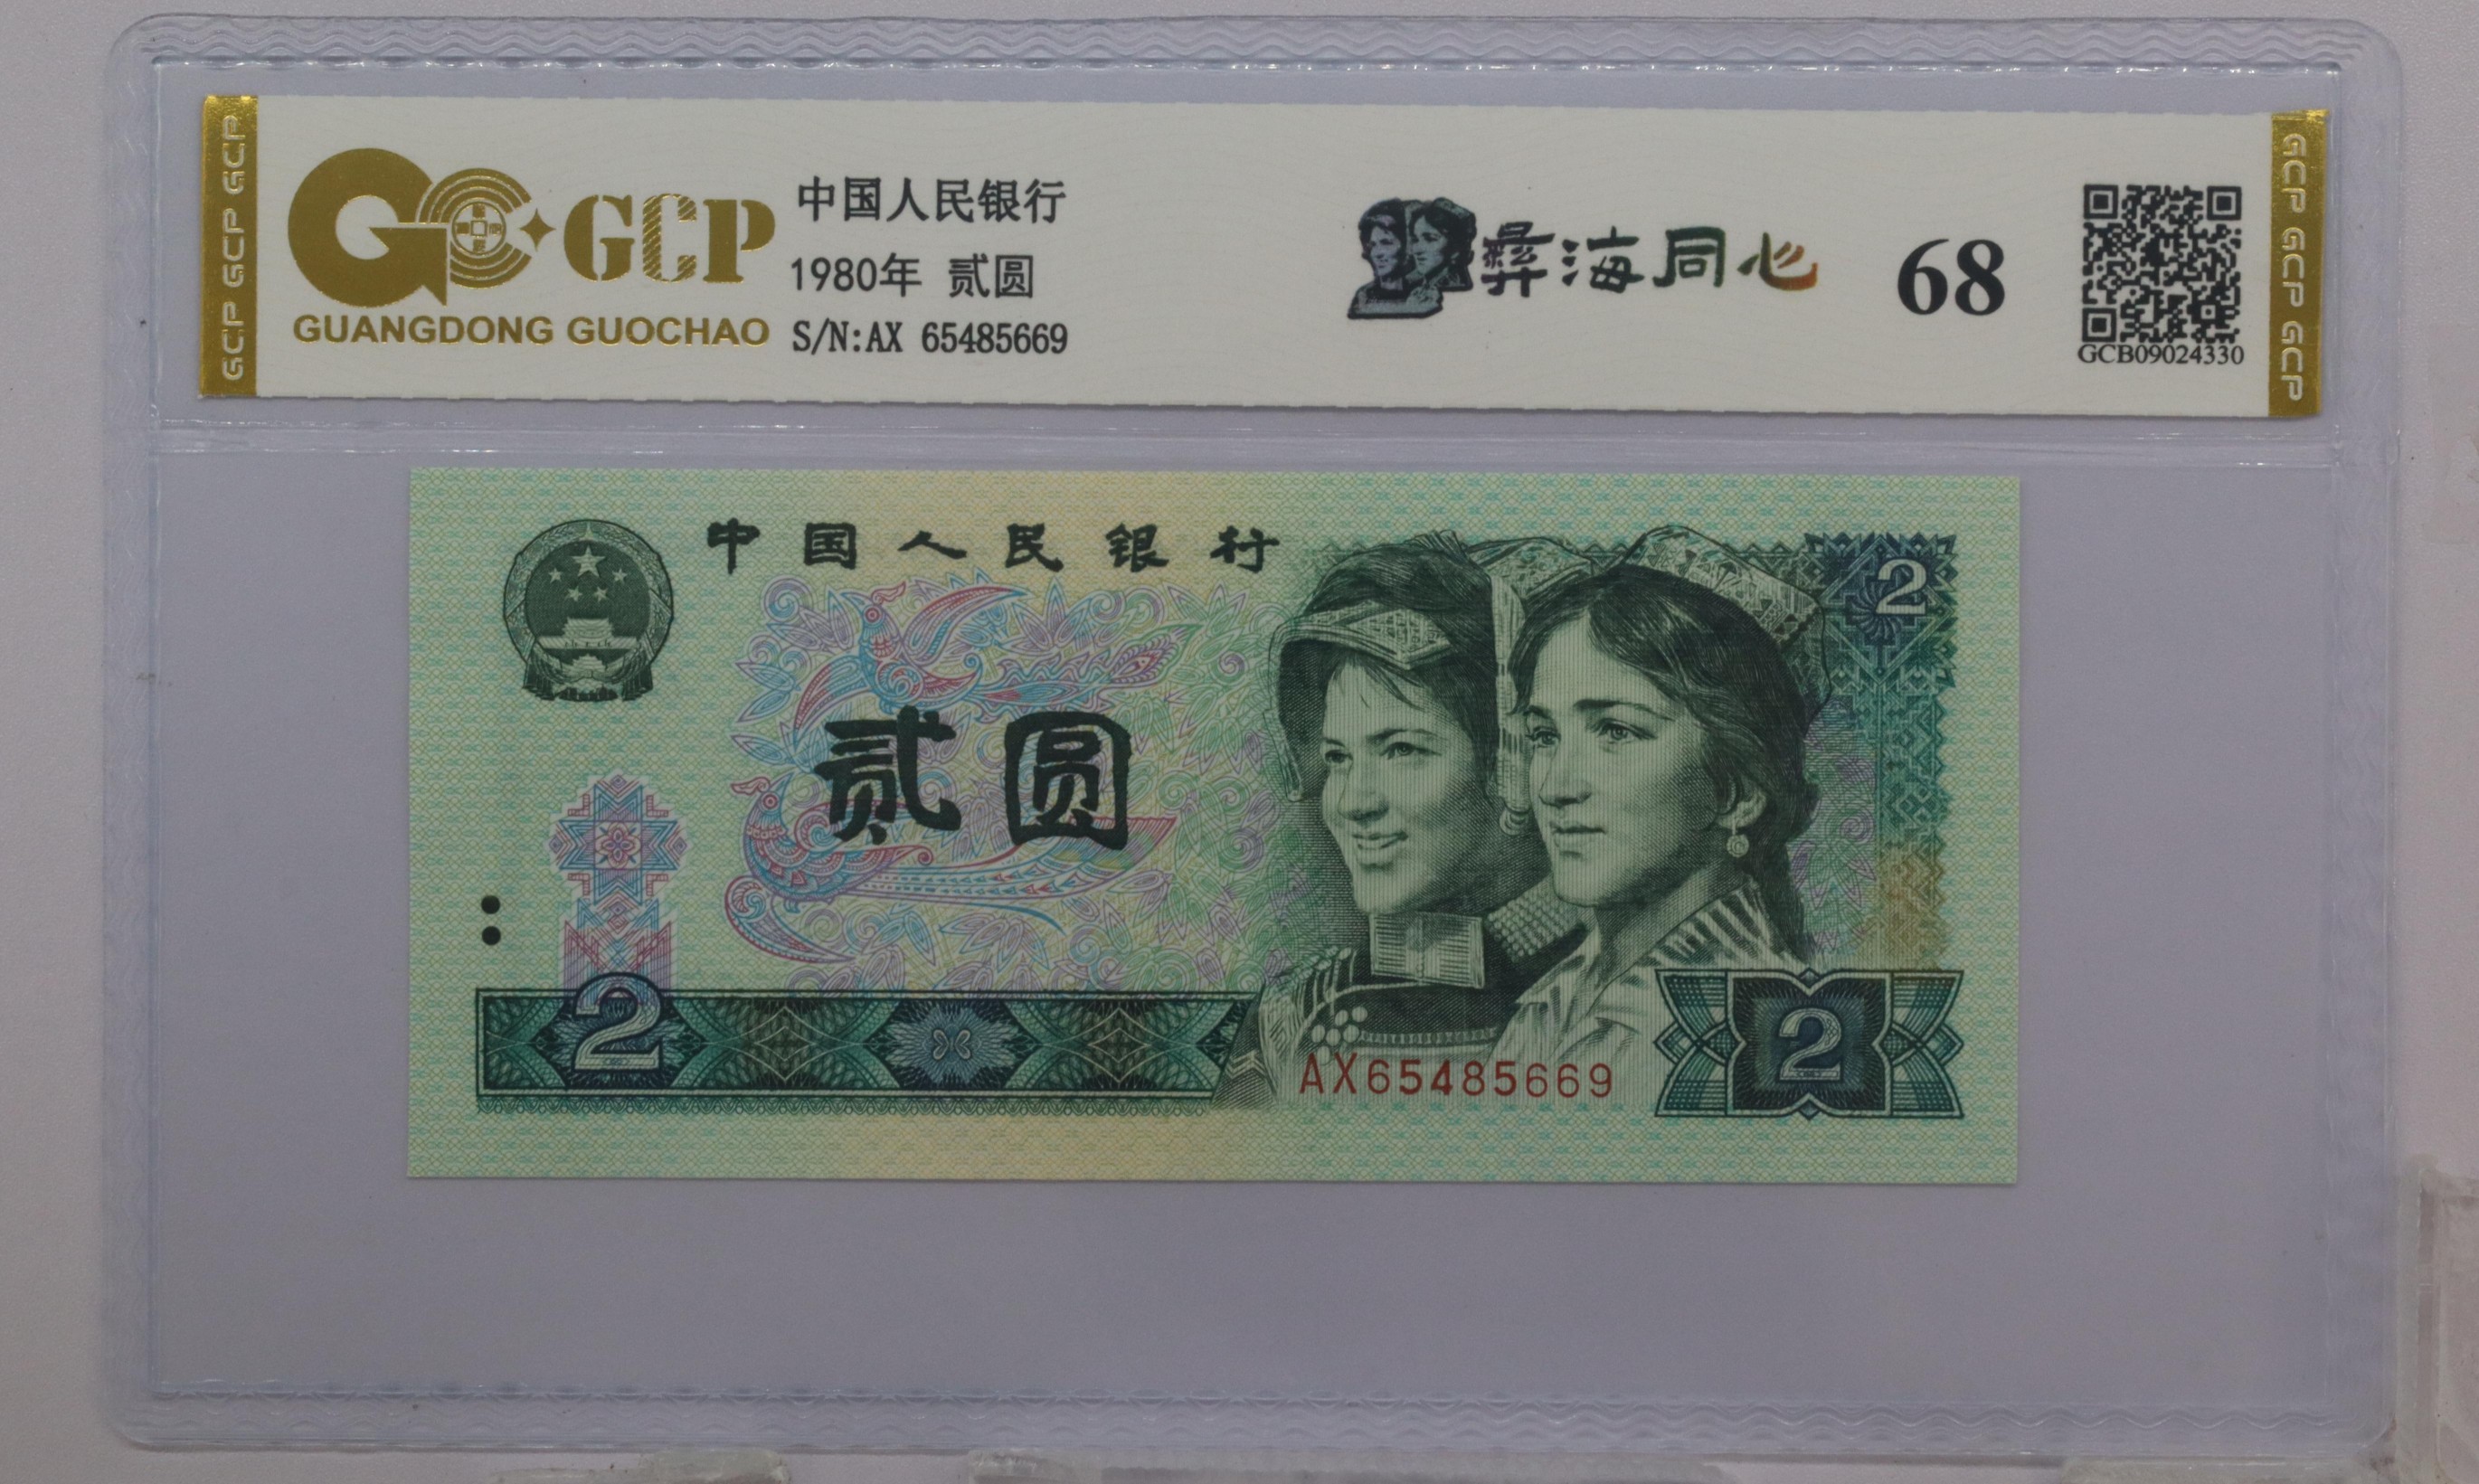 GCP GCP GCP
GCP
GUANGDONG GUOCHAO
中国人民银行
1980年 贰圆
S/N:AX 65485669
彝海同心
68
GCB09024330
GCP GCP GCP
中国人民银行
2
贰圆
2
AX65485669
2